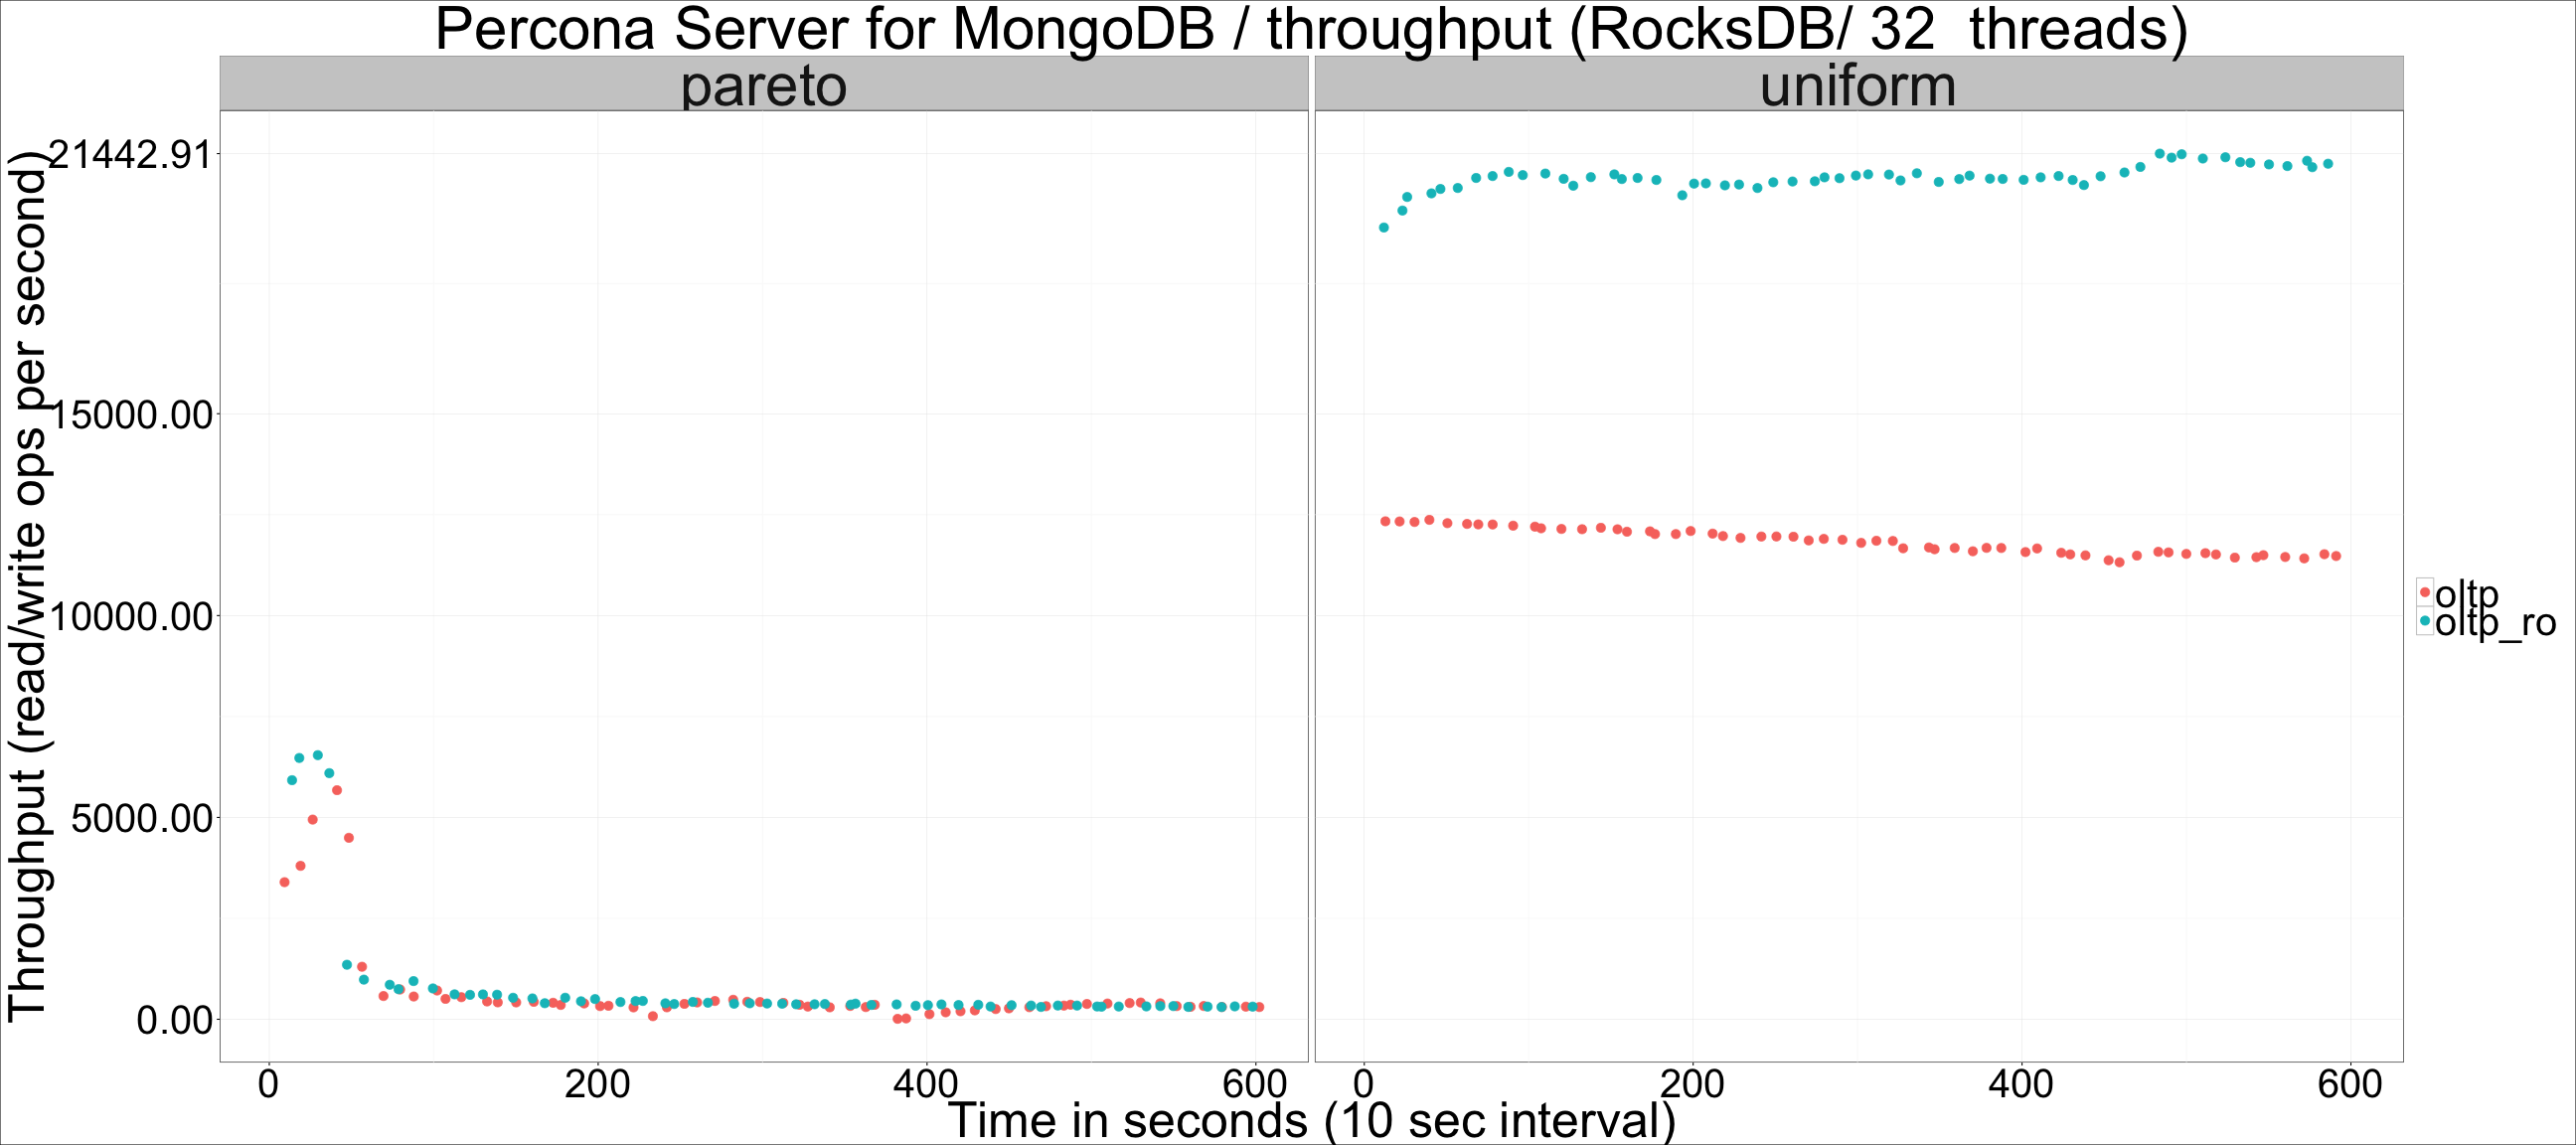 Percona Server for MongoDB / throughput (RocksDB/ 32  threads)
pareto
uniform
Throughput (read/write ops per second)
21442.91
15000.00
10000.00
5000.00
0.00
0
200
400
600
0
200
400
600
Time in seconds (10 sec interval)
oltp
oltp_ro